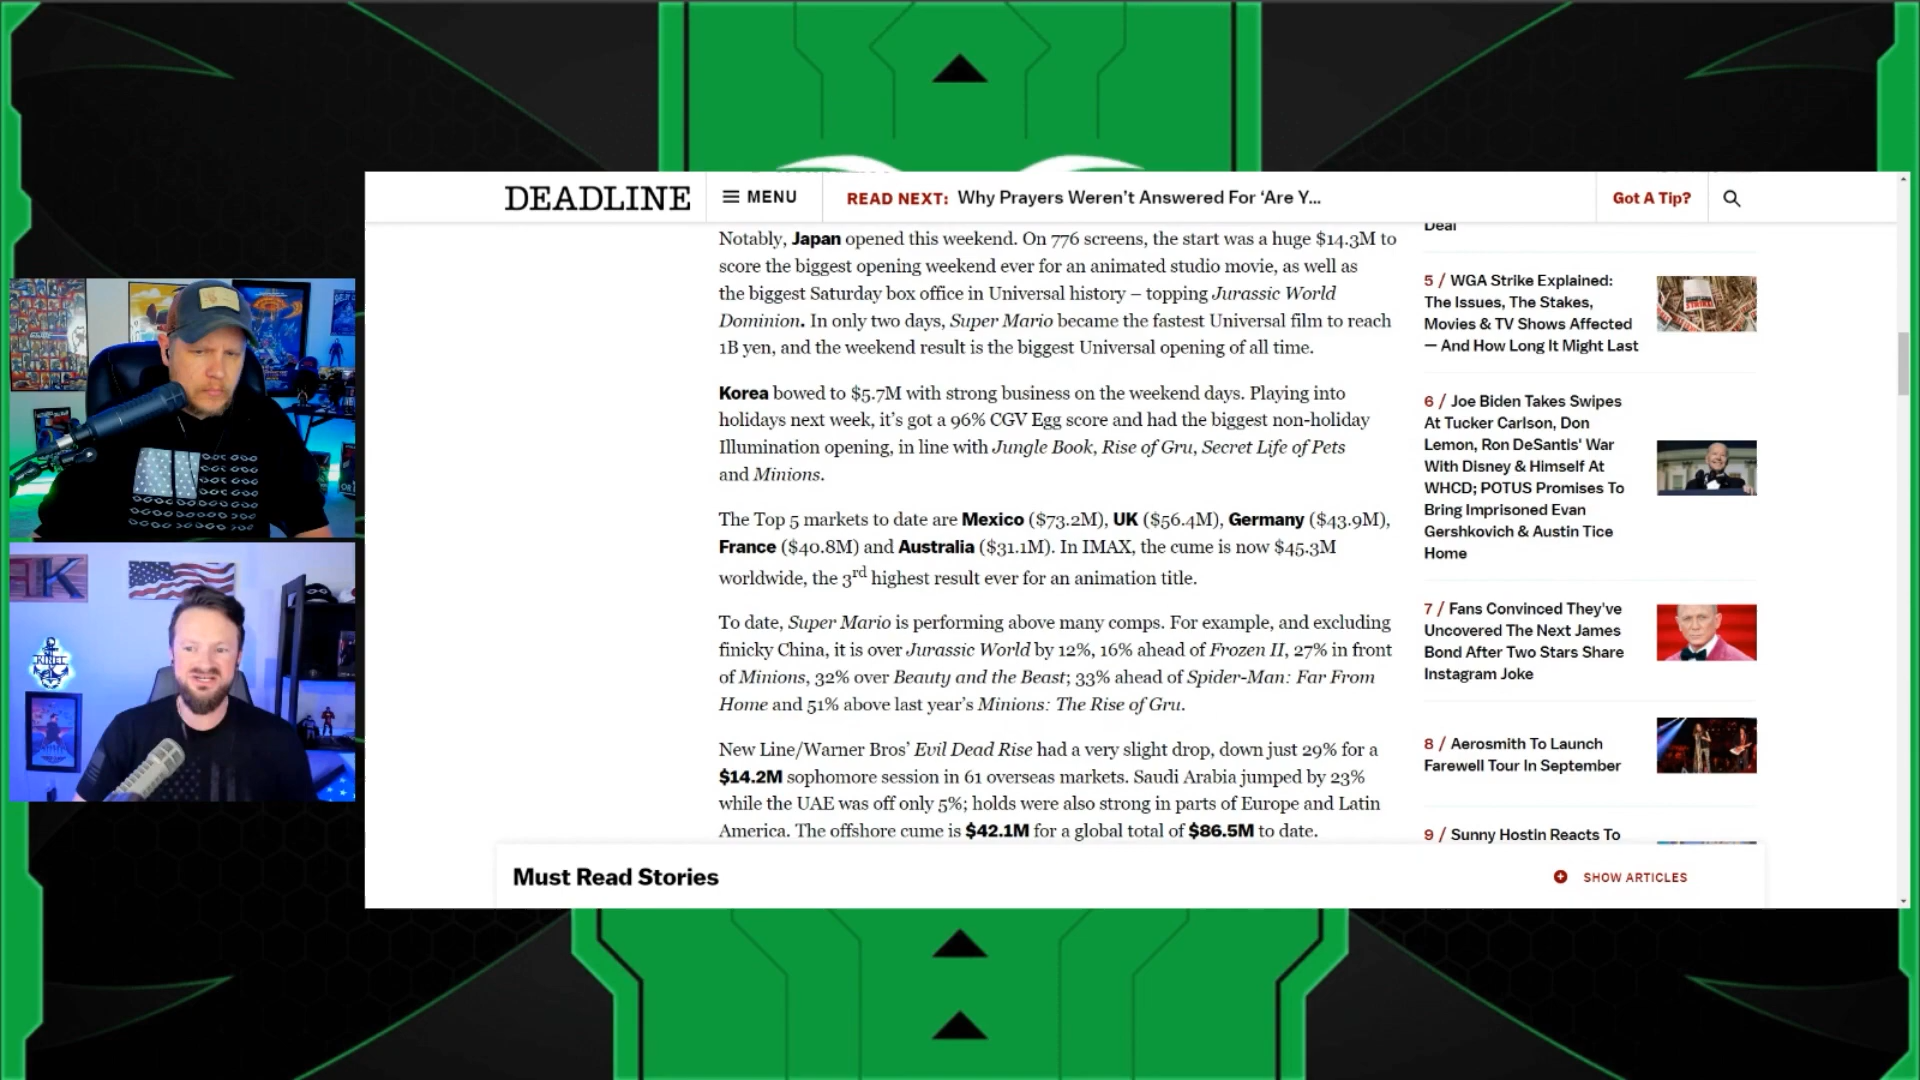 DEADLINE
MENU
READ NEXT: Why Prayers Weren't Answered For ‘Are Y...
Got A Tip?
Notably, Japan opened this weekend. On 776 screens, the start was a huge $14.3M to
score the biggest opening weekend ever for an animated studio movie, as well as
the biggest Saturday box office in Universal history – topping Jurassic World
Dominion. In only two days, Super Mario became the fastest Universal film to reach
1B yen, and the weekend result is the biggest Universal opening of all time.
Korea bowed to $5.7M with strong business on the weekend days. Playing into
holidays next week, it's got a 96% CGV Egg score and had the biggest non-holiday
Illumination opening, in line with Jungle Book, Rise of Gru, Secret Life of Pets
and Minions.
The Top 5 markets to date are Mexico ($73.2M), UK ($56.4M), Germany ($43.9M),
France ($40.8M) and Australia ($31.1M). In IMAX, the cume is now $45.3M
worldwide, the 3rd highest result ever for an animation title.
To date, Super Mario is performing above many comps. For example, and excluding
finicky China, it is over Jurassic World by 12%, 16% ahead of Frozen II, 27% in front
of Minions, 32% over Beauty and the Beast; 33% ahead of Spider-Man: Far From
Home and 51% above last year's Minions: The Rise of Gru.
New Line/Warner Bros' Evil Dead Rise had a very slight drop, down just 29% for a
$14.2M sophomore session in 61 overseas markets. Saudi Arabia jumped by 23%
while the UAE was off only 5%; holds were also strong in parts of Europe and Latin
America. The offshore cume is $42.1M for a global total of $86.5M to date.
Deal
5 / WGA Strike Explained:
The Issues, The Stakes,
Movies & TV Shows Affected
— And How Long It Might Last
6 / Joe Biden Takes Swipes
At Tucker Carlson, Don
Lemon, Ron DeSantis' War
With Disney & Himself At
WHCD; POTUS Promises To
Bring Imprisoned Evan
Gershkovich & Austin Tice
Home
7 / Fans Convinced They've
Uncovered The Next James
Bond After Two Stars Share
Instagram Joke
8 / Aerosmith To Launch
Farewell Tour In September
9 / Sunny Hostin Reacts To
Must Read Stories
SHOW ARTICLES